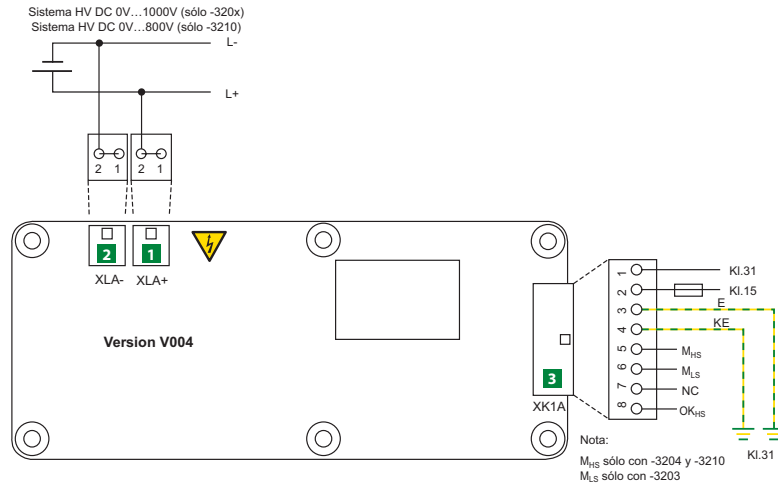 Sistema HV DC 0V...1000V (sólo -320x)
Sistema HV DC 0V...800V (sólo -3210)
L-
L+
2 1 2 1
2 1
XLA- XLA+
Version V004
3
XK1A
1 Kl.31
2 Kl.15
3 E
4 KE
5 MHS
6 MLS
7 NC
8 OKHS
Kl.31
Nota:
MHS sólo con -3204 y -3210
MLS sólo con -3203